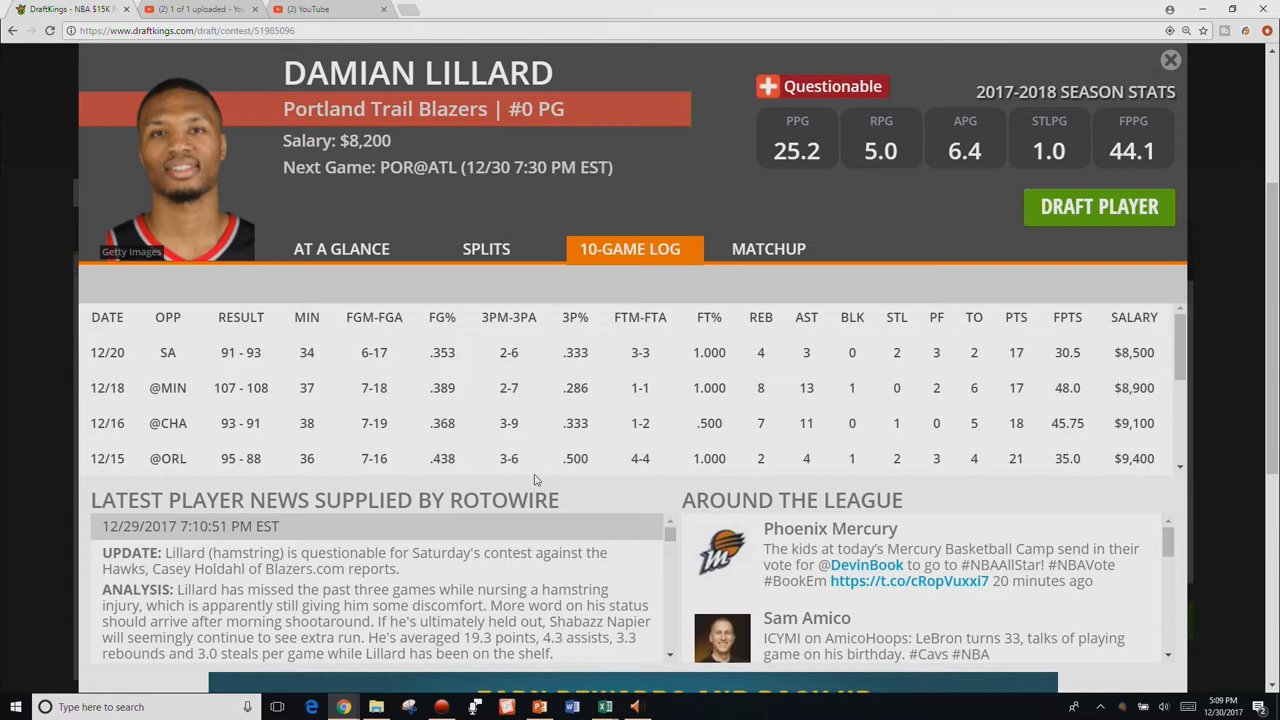 DraftKings - NBA $15K P
(2) 1 of 1 uploaded - You
(2) YouTube
https://www.draftkings.com/draft/contest/51985096
DAMIAN LILLARD
Portland Trail Blazers | #0 PG
Salary: $8,200
Next Game: POR@ATL (12/30 7:30 PM EST)
Getty Images
Questionable
2017-2018 SEASON STATS
PPG RPG APG STLPG FPPG
25.2 5.0 6.4 1.0 44.1
DRAFT PLAYER
AT A GLANCE SPLITS 10-GAME LOG MATCHUP
DATE OPP RESULT MIN FGM-FGA FG% 3PM-3PA 3P% FTM-FTA FT% REB AST BLK STL PF TO PTS FPTS SALARY
12/20 SA 91 - 93 34 6-17 .353 2-6 .333 3-3 1.000 4 3 0 2 3 2 17 30.5 $8,500
12/18 @MIN 107 - 108 37 7-18 .389 2-7 .286 1-1 1.000 8 13 1 0 2 6 17 48.0 $8,900
12/16 @CHA 93 - 91 38 7-19 .368 3-9 .333 1-2 .500 7 11 0 1 0 5 18 45.75 $9,100
12/15 @ORL 95 - 88 36 7-16 .438 3-6 .500 4-4 1.000 2 4 1 2 3 4 21 35.0 $9,400
LATEST PLAYER NEWS SUPPLIED BY ROTOWIRE
12/29/2017 7:10:51 PM EST
UPDATE: Lillard (hamstring) is questionable for Saturday's contest against the
Hawks, Casey Holdahl of Blazers.com reports.
ANALYSIS: Lillard has missed the past three games while nursing a hamstring
injury, which is apparently still giving him some discomfort. More word on his status
should arrive after morning shootaround. If he's ultimately held out, Shabazz Napier
will seemingly continue to see extra run. He's averaged 19.3 points, 4.3 assists, 3.3
rebounds and 3.0 steals per game while Lillard has been on the shelf.
AROUND THE LEAGUE
Phoenix Mercury
The kids at today's Mercury Basketball Camp send in their
vote for @DevinBook to go to #NBAAllStar! #NBAVote
#BookEm https://t.co/cRopVuxxi7 20 minutes ago
Sam Amico
ICYMI on AmicoHoops: LeBron turns 33, talks of playing
game on his birthday. #Cavs #NBA
EARN REWARDS AND BACK UP
Type here to search
5:09 PM
12/30/2017